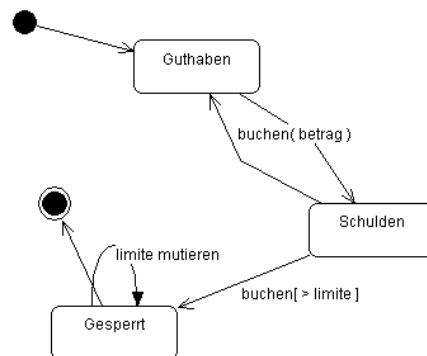 Guthaben
buchen( betrag )
Schulden
limite mutieren
buchen[ > limite ]
Gesperrt